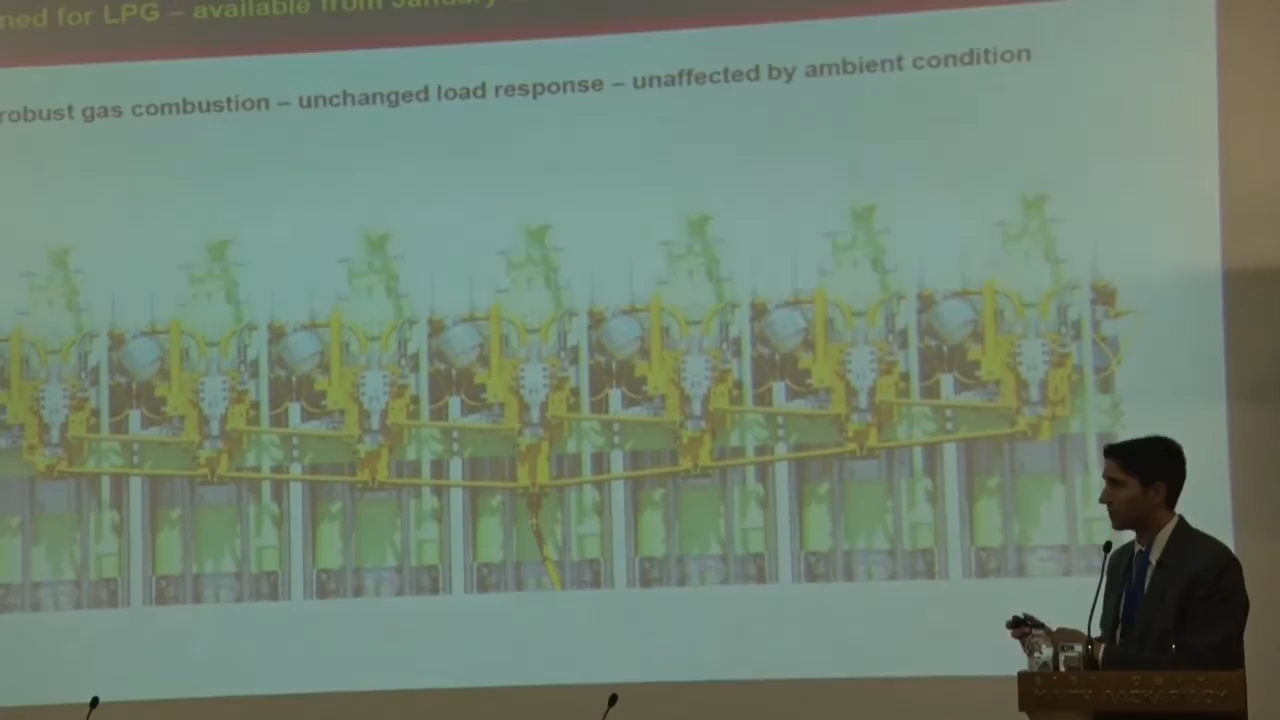 ned for LPG – available from January
robust gas combustion – unchanged load response – unaffected by ambient condition